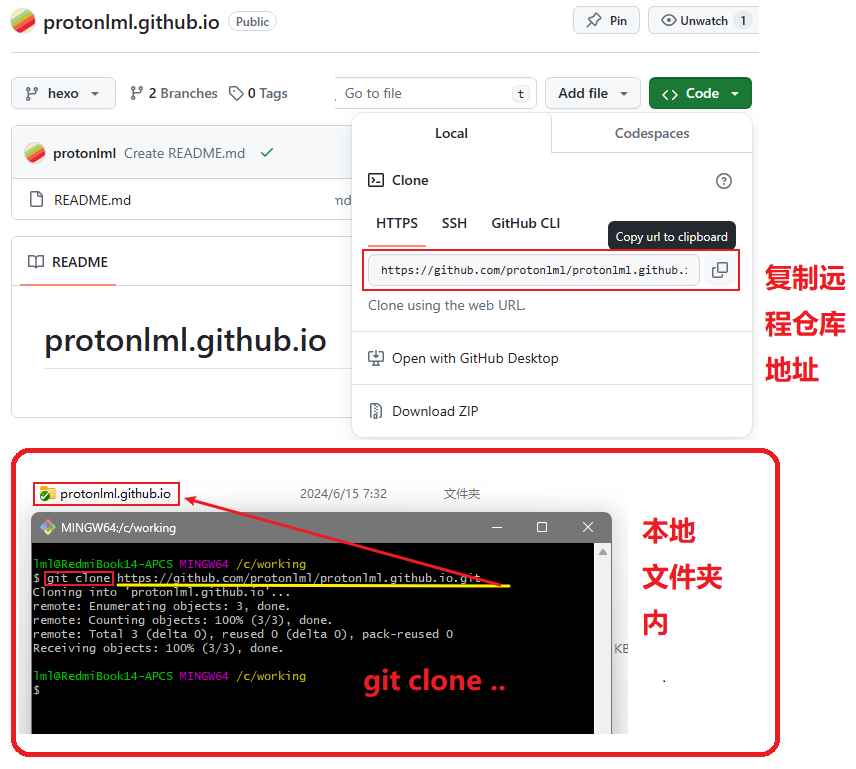 protonlml.github.io Public
Pin
Unwatch 1
hexo
2 Branches
0 Tags
Go to file t
Add file
Code
protonlml Create README.md
README.md
md
README
protonlml.github.io
Local
Codespaces
Clone
HTTPS
SSH
GitHub CLI
Copy url to clipboard
https://github.com/protonlml/protonlml.github.:
Clone using the web URL.
Open with GitHub Desktop
Download ZIP
复制远
程仓库
地址
protonlml.github.io 2024/6/15 7:32 文件夹
MINGW64:/c/working
lml@RedmiBook14-APCS MINGW64 /c/working
$ git clone https://github.com/protonlml/protonlml.github.io.git
Cloning into 'protonlml.github.io'...
remote: Enumerating objects: 3, done.
remote: Counting objects: 100% (3/3), done.
remote: Total 3 (delta 0), reused 0 (delta 0), pack-reused 0
Receiving objects: 100% (3/3), done.
lml@RedmiBook14-APCS MINGW64 /c/working
$
git clone ..
KB
本地
文件夹
内
.